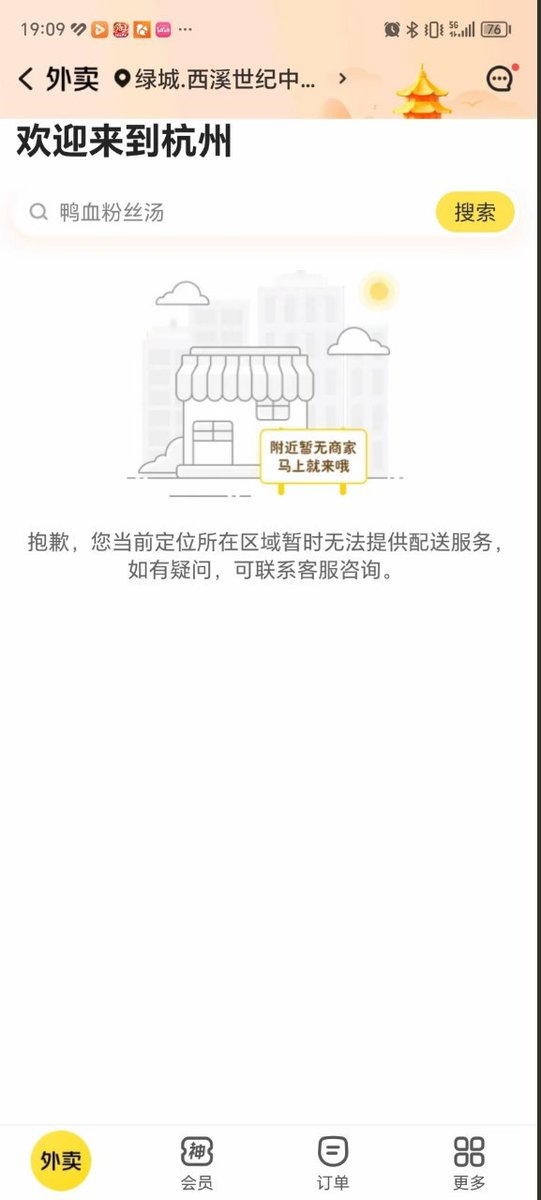 19:09 ··· 5G 76
外卖 绿城.西溪世纪中...
欢迎来到杭州
鸭血粉丝汤 搜索
附近暂无商家
马上就来哦
抱歉，您当前定位所在区域暂时无法提供配送服务，
如有疑问，可联系客服咨询。
外卖 神
会员 订单 更多